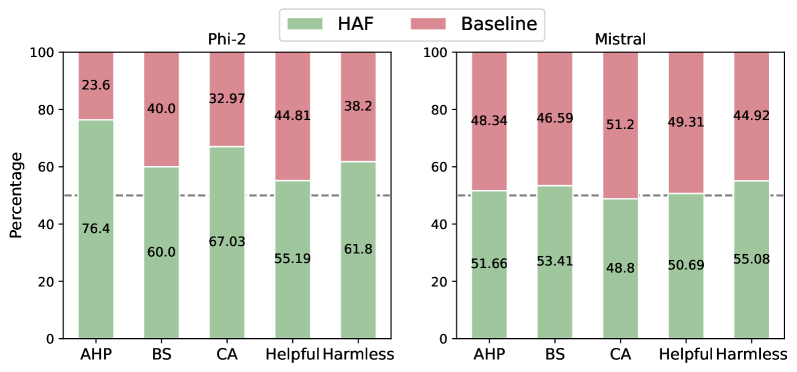 HAF Baseline
Phi-2 Mistral
Percentage
100 100
80 80
60 60
40 40
20 20
0 0
23.6 40.0 32.97 44.81 38.2
76.4 60.0 67.03 55.19 61.8
48.34 46.59 51.2 49.31 44.92
51.66 53.41 48.8 50.69 55.08
AHP BS CA Helpful Harmless
AHP BS CA Helpful Harmless